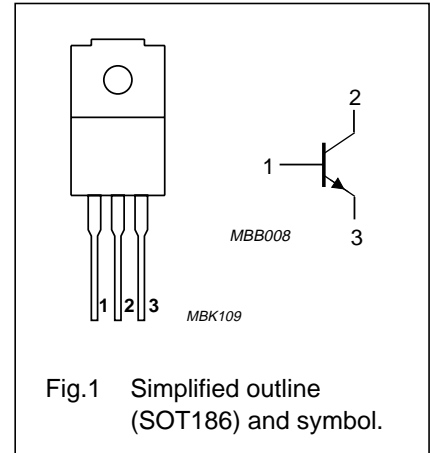 2
1
MBB008
3
1 2 3
MBK109
Fig.1 Simplified outline
(SOT186) and symbol.